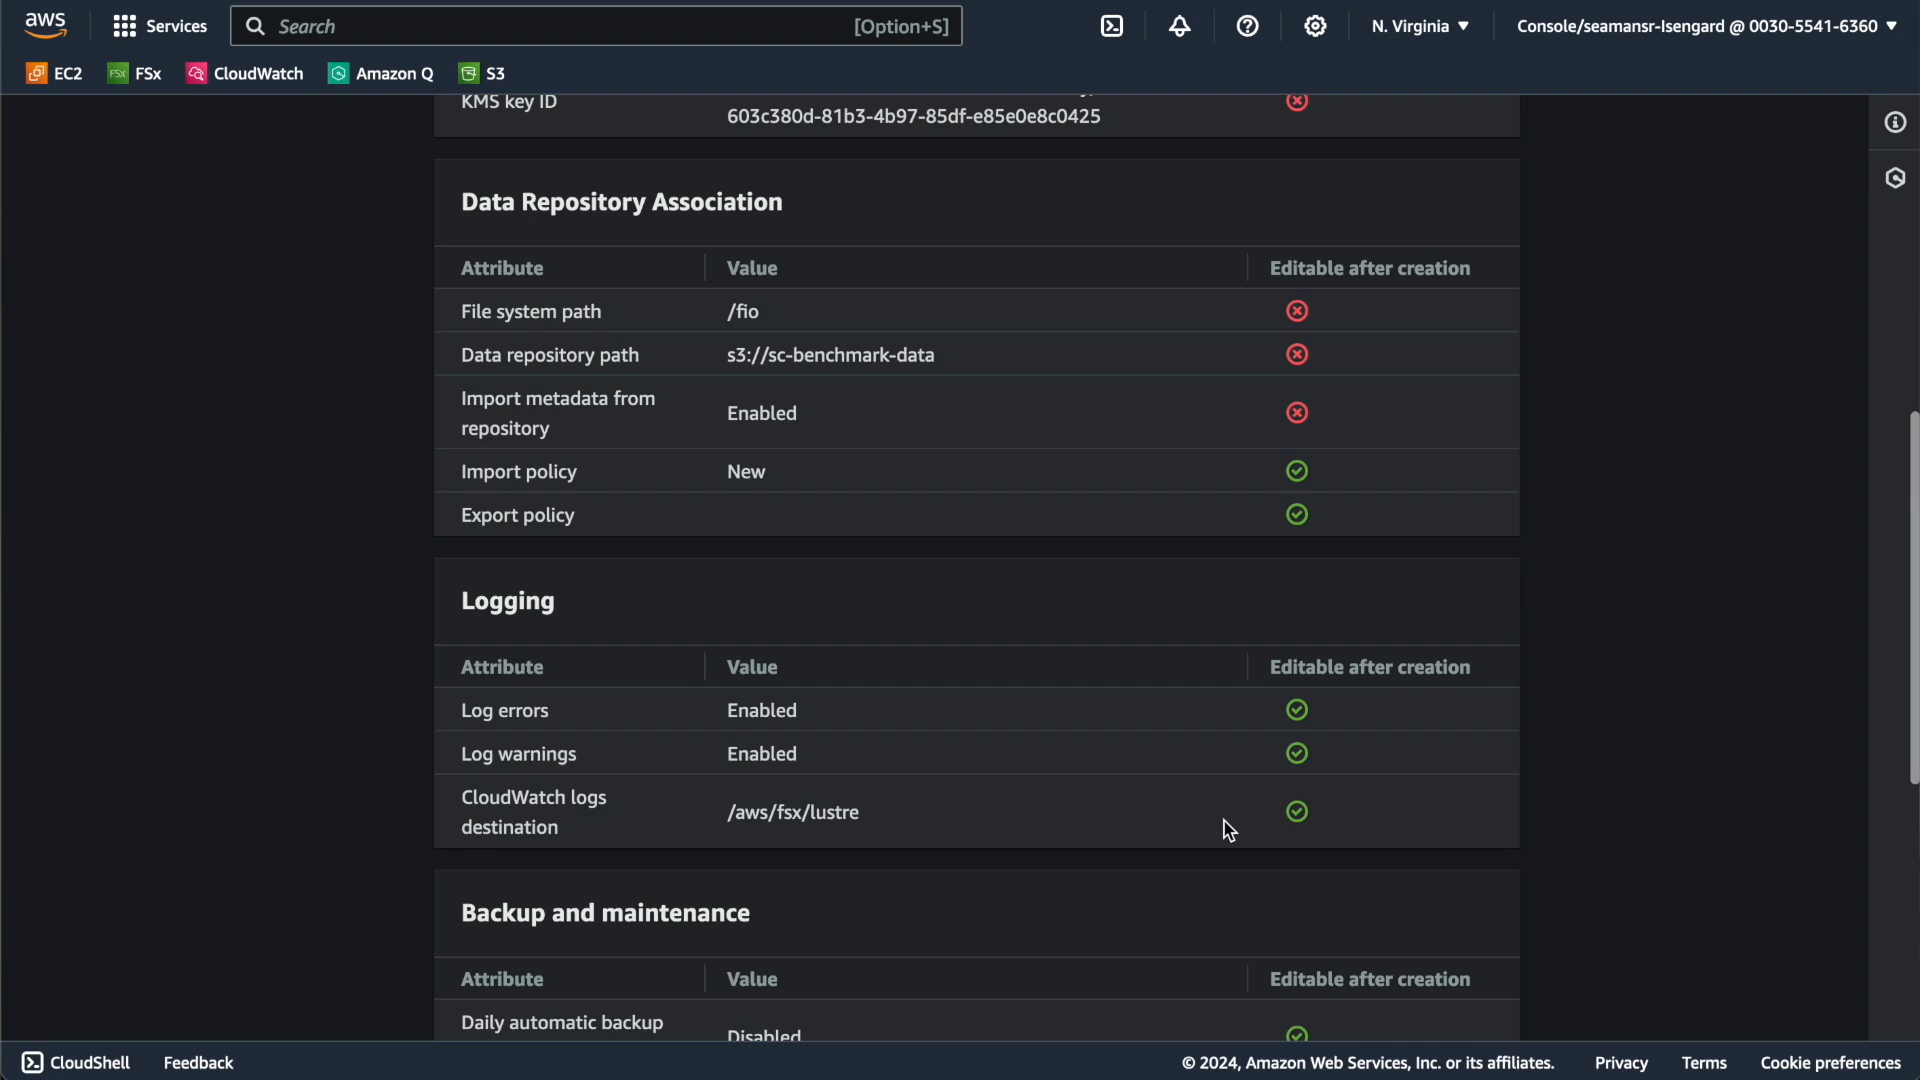 aws
Services
Search
[Option+S]
N. Virginia
Console/seamansr-Isengard @ 0030-5541-6360
EC2
FSX
FSx
CloudWatch
Amazon Q
S3
KMS key ID
603c380d-81b3-4b97-85df-e85e0e8c0425
Data Repository Association
Attribute Value Editable after creation
File system path /fio
Data repository path s3://sc-benchmark-data
Import metadata from
repository
Enabled
Import policy New
Export policy
Logging
Attribute Value Editable after creation
Log errors Enabled
Log warnings Enabled
CloudWatch logs
destination
/aws/fsx/lustre
Backup and maintenance
Attribute Value Editable after creation
Daily automatic backup
Disabled
CloudShell
Feedback
© 2024, Amazon Web Services, Inc. or its affiliates.
Privacy
Terms
Cookie preferences